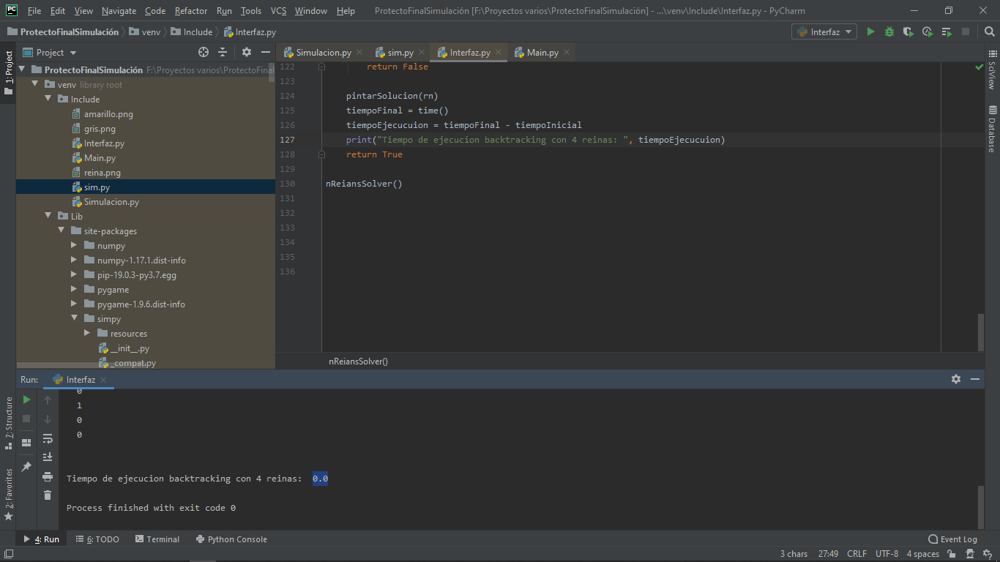 PC File Edit View Navigate Code Refactor Run Tools VCS Window Help ProtectoFinalSimulación [F:\Proyectos varios\ProtectoFinalSimulación] - ...\venv\Include\Interfaz.py - PyCharm
ProtectoFinalSimulación venv Include Interfaz.py Interfaz
Project Simulacion.py sim.py Interfaz.py Main.py
1: Project
ProtectoFinalSimulación F:\Proyectos varios\ProtectoFinal
venv library root
Include
amarillo.png
gris.png
Interfaz.py
Main.py
reina.png
sim.py
Simulacion.py
Lib
site-packages
numpy
numpy-1.17.1.dist-info
pip-19.0.3-py3.7.egg
pygame
pygame-1.9.6.dist-info
simpy
resources
__init__.py
_compat.py
122 return False
123
124 pintarSolucion(rn)
125 tiempoFinal = time()
126 tiempoEjecucuion = tiempoFinal - tiempoInicial
127 print("Tiempo de ejecucion backtracking con 4 reinas: ", tiempoEjecucuion)
128 return True
129
130 nReiansSolver()
131
132
133
134
135
136
nReiansSolver()
SciView
Database
Run: Interfaz
0
1
0
0
Tiempo de ejecucion backtracking con 4 reinas:  0.0
Process finished with exit code 0
7: Structure
2: Favorites
4: Run 6: TODO Terminal Python Console Event Log
3 chars 27:49 CRLF UTF-8 4 spaces